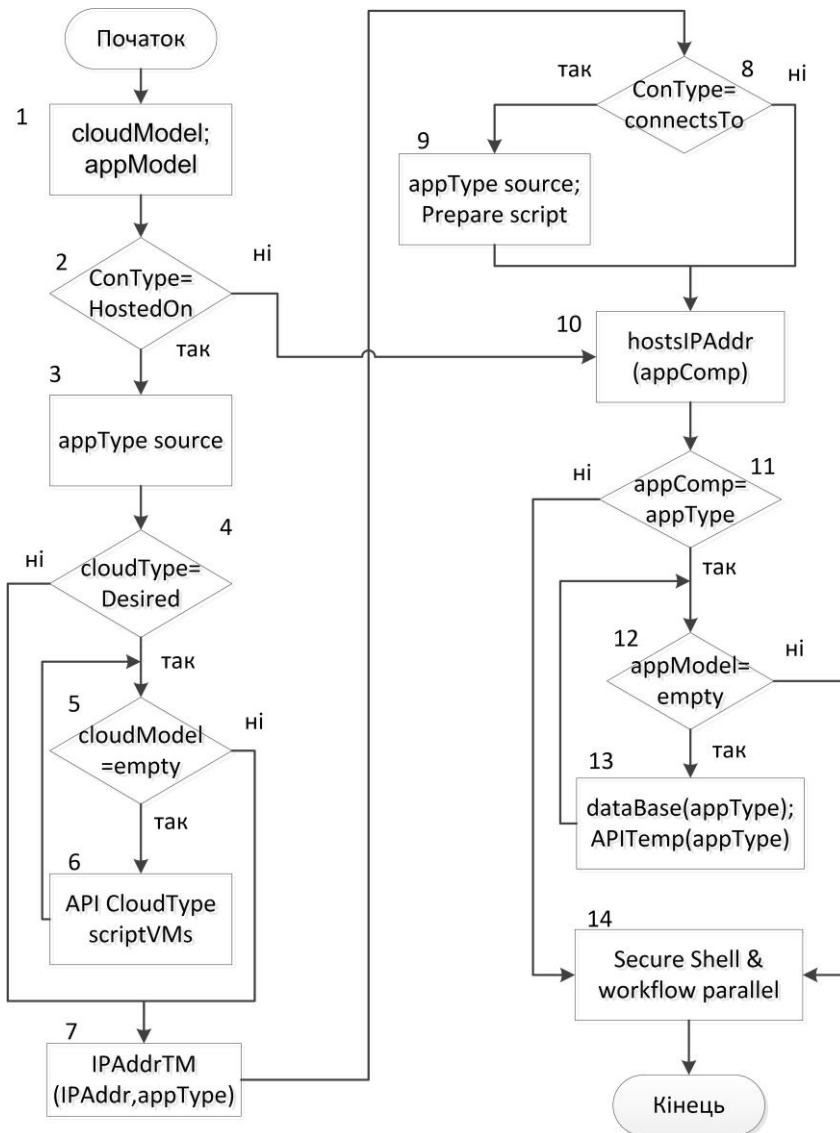 Початок
1
cloudModel;
appModel
2
ConType=
HostedOn
ні
так
3
appType source
4
ні
cloudType=
Desired
так
5
cloudModel
=empty
ні
так
6
API CloudType
scriptVMs
7
IPAddrTM
(IPAddr,appType)
8
так
ConType=
connectsTo
ні
9
appType source;
Prepare script
10
hostsIPAddr
(appComp)
11
ні
appComp=
appType
так
12
appModel=
empty
ні
так
13
dataBase(appType);
APITemp(appType)
14
Secure Shell &
workflow parallel
Кінець